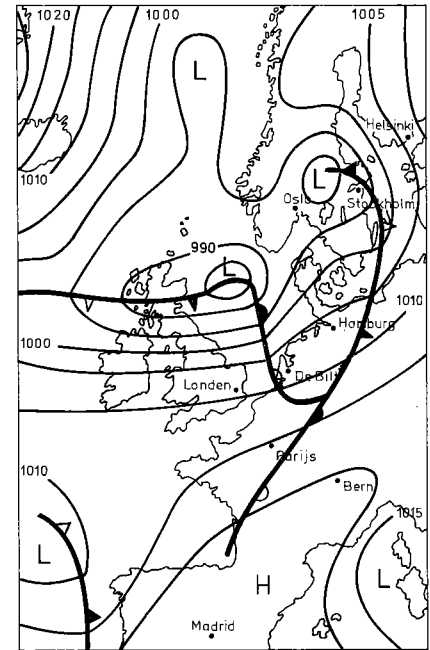 1020
1000
1005
L
Helsinki
1010
L
Oslo
Stockholm
990
L
1010
Hamburg
1000
De Bilt
Londen
Parijs
1010
Bern
1015
L
H
L
Madrid